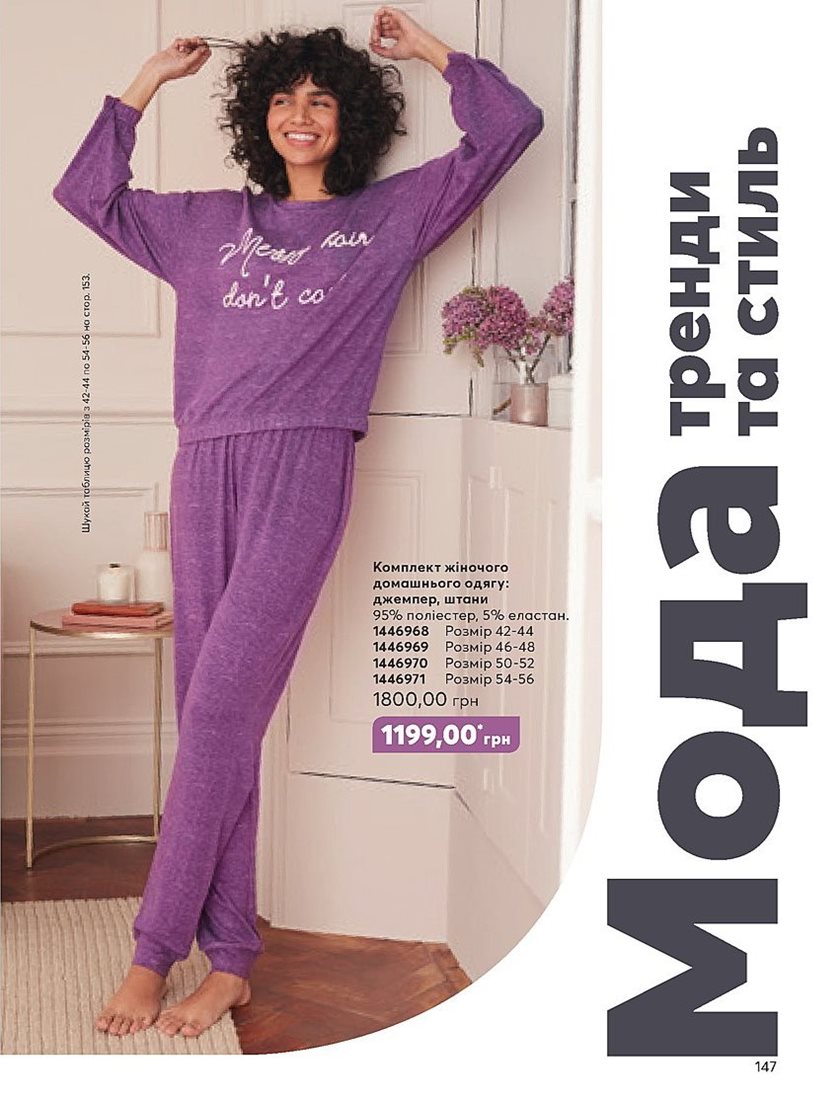 Мода
тренди
та стиль
Шукай таблицю розмірів з 42-44 по 54-56 на стор. 153.
hair
don't
Комплект жіночого
домашнього одягу:
джемпер, штани
95% поліестер, 5% еластан.
1446968 Розмір 42-44
1446969 Розмір 46-48
1446970 Розмір 50-52
1446971 Розмір 54-56
1800,00 грн
1199,00* грн
147